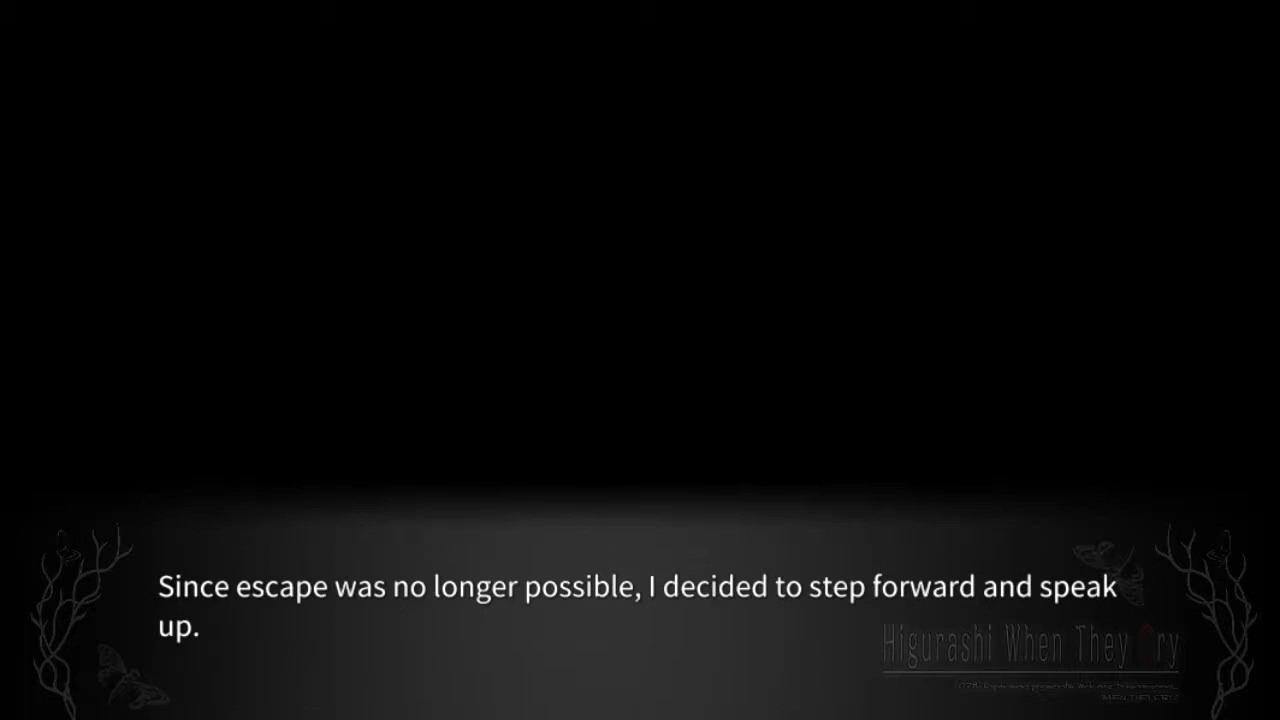 Since escape was no longer possible, I decided to step forward and speak
up.
Higurashi When They Cry